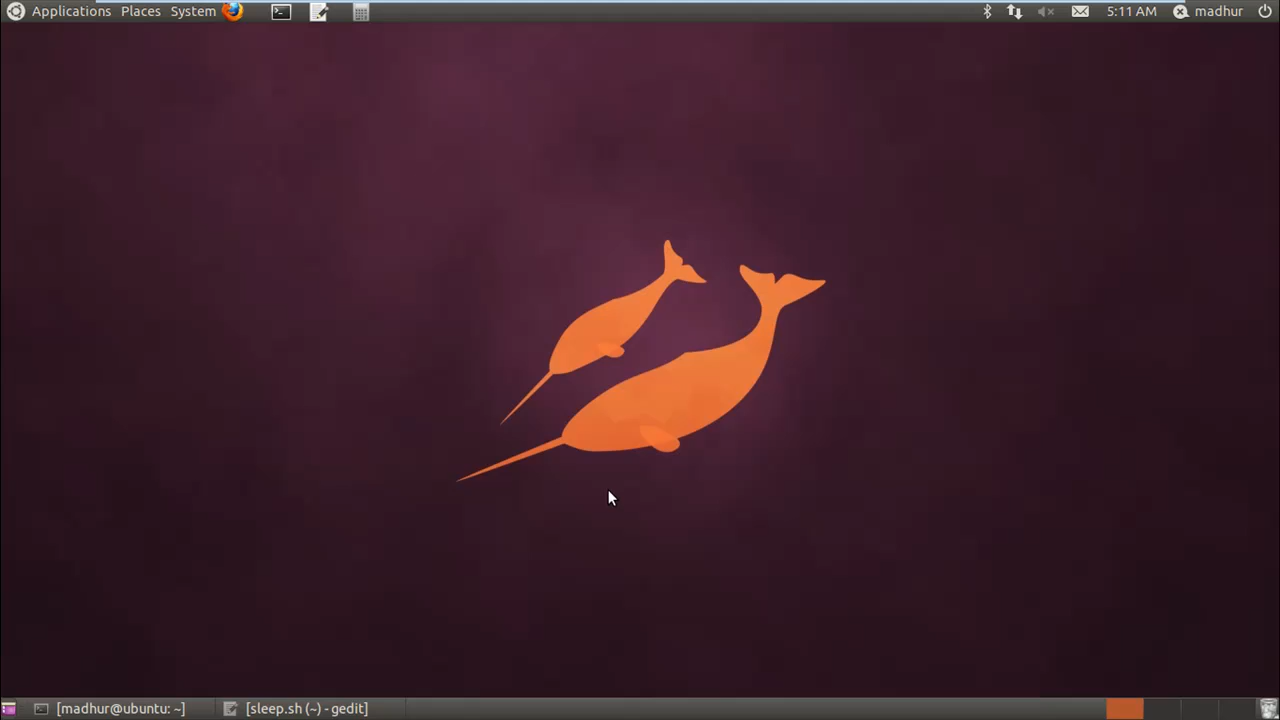 Applications Places System 5:11 AM madhur
[madhur@ubuntu: ~] [sleep.sh (~) - gedit]